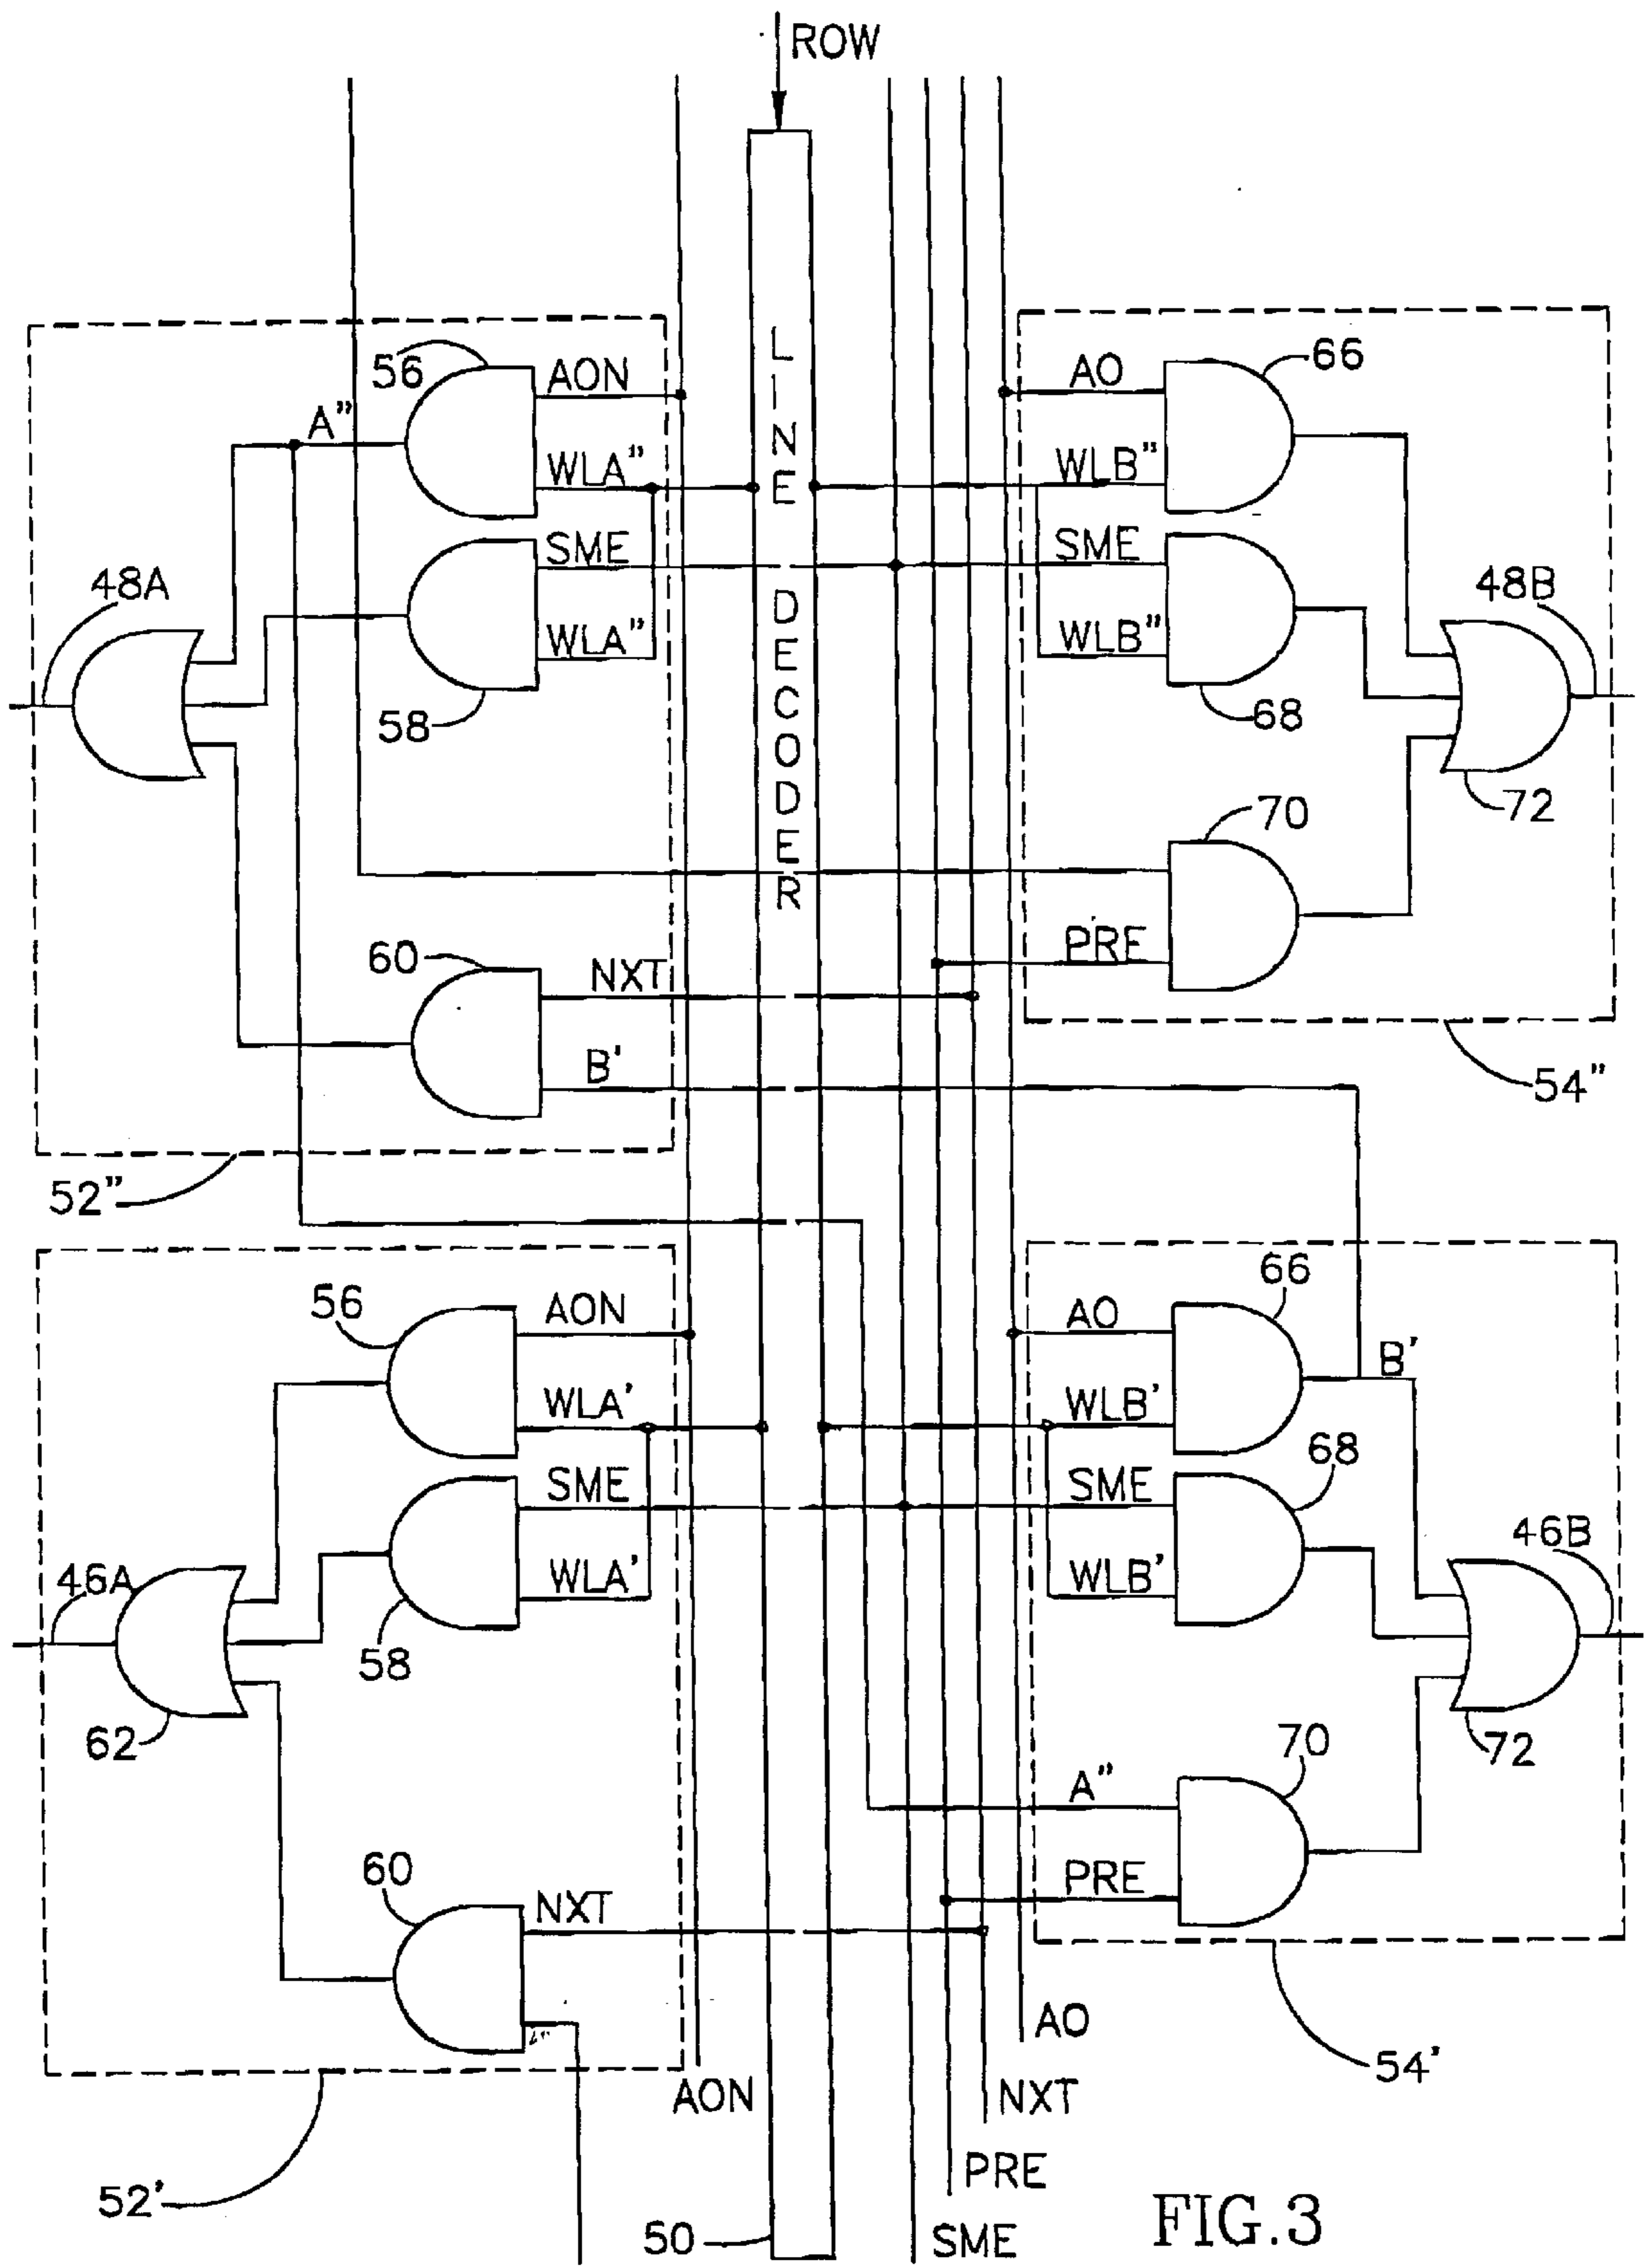 ROW
LINE DECODER
56
AON
A"
WLA"
SME
WLA"
48A
58
60
NXT
B'
52"
AO
66
WLB"
SME
WLB"
48B
68
72
70
PRE
54"
56
AON
WLA'
SME
WLA'
46A
58
62
60
NXT
52'
AO
66
B'
WLB'
68
SME
WLB'
46B
72
70
A"
PRE
54'
AO
AON
NXT
PRE
SME
50
FIG.3